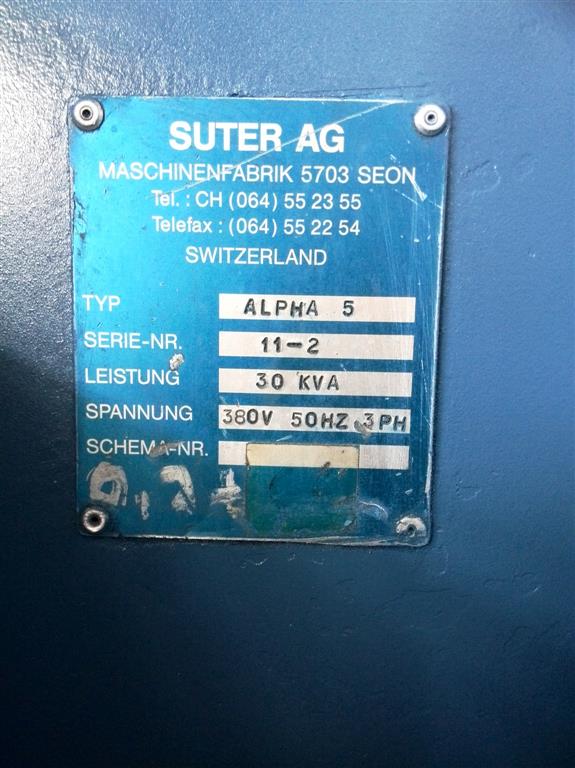 SUTER AG
MASCHINENFABRIK 5703 SEON
Tel. : CH (064) 55 23 55
Telefax : (064) 55 22 54
SWITZERLAND
TYP ALPHA 5
SERIE-NR. 11-2
LEISTUNG 30 KVA
SPANNUNG 380V 50HZ 3PH
SCHEMA-NR.